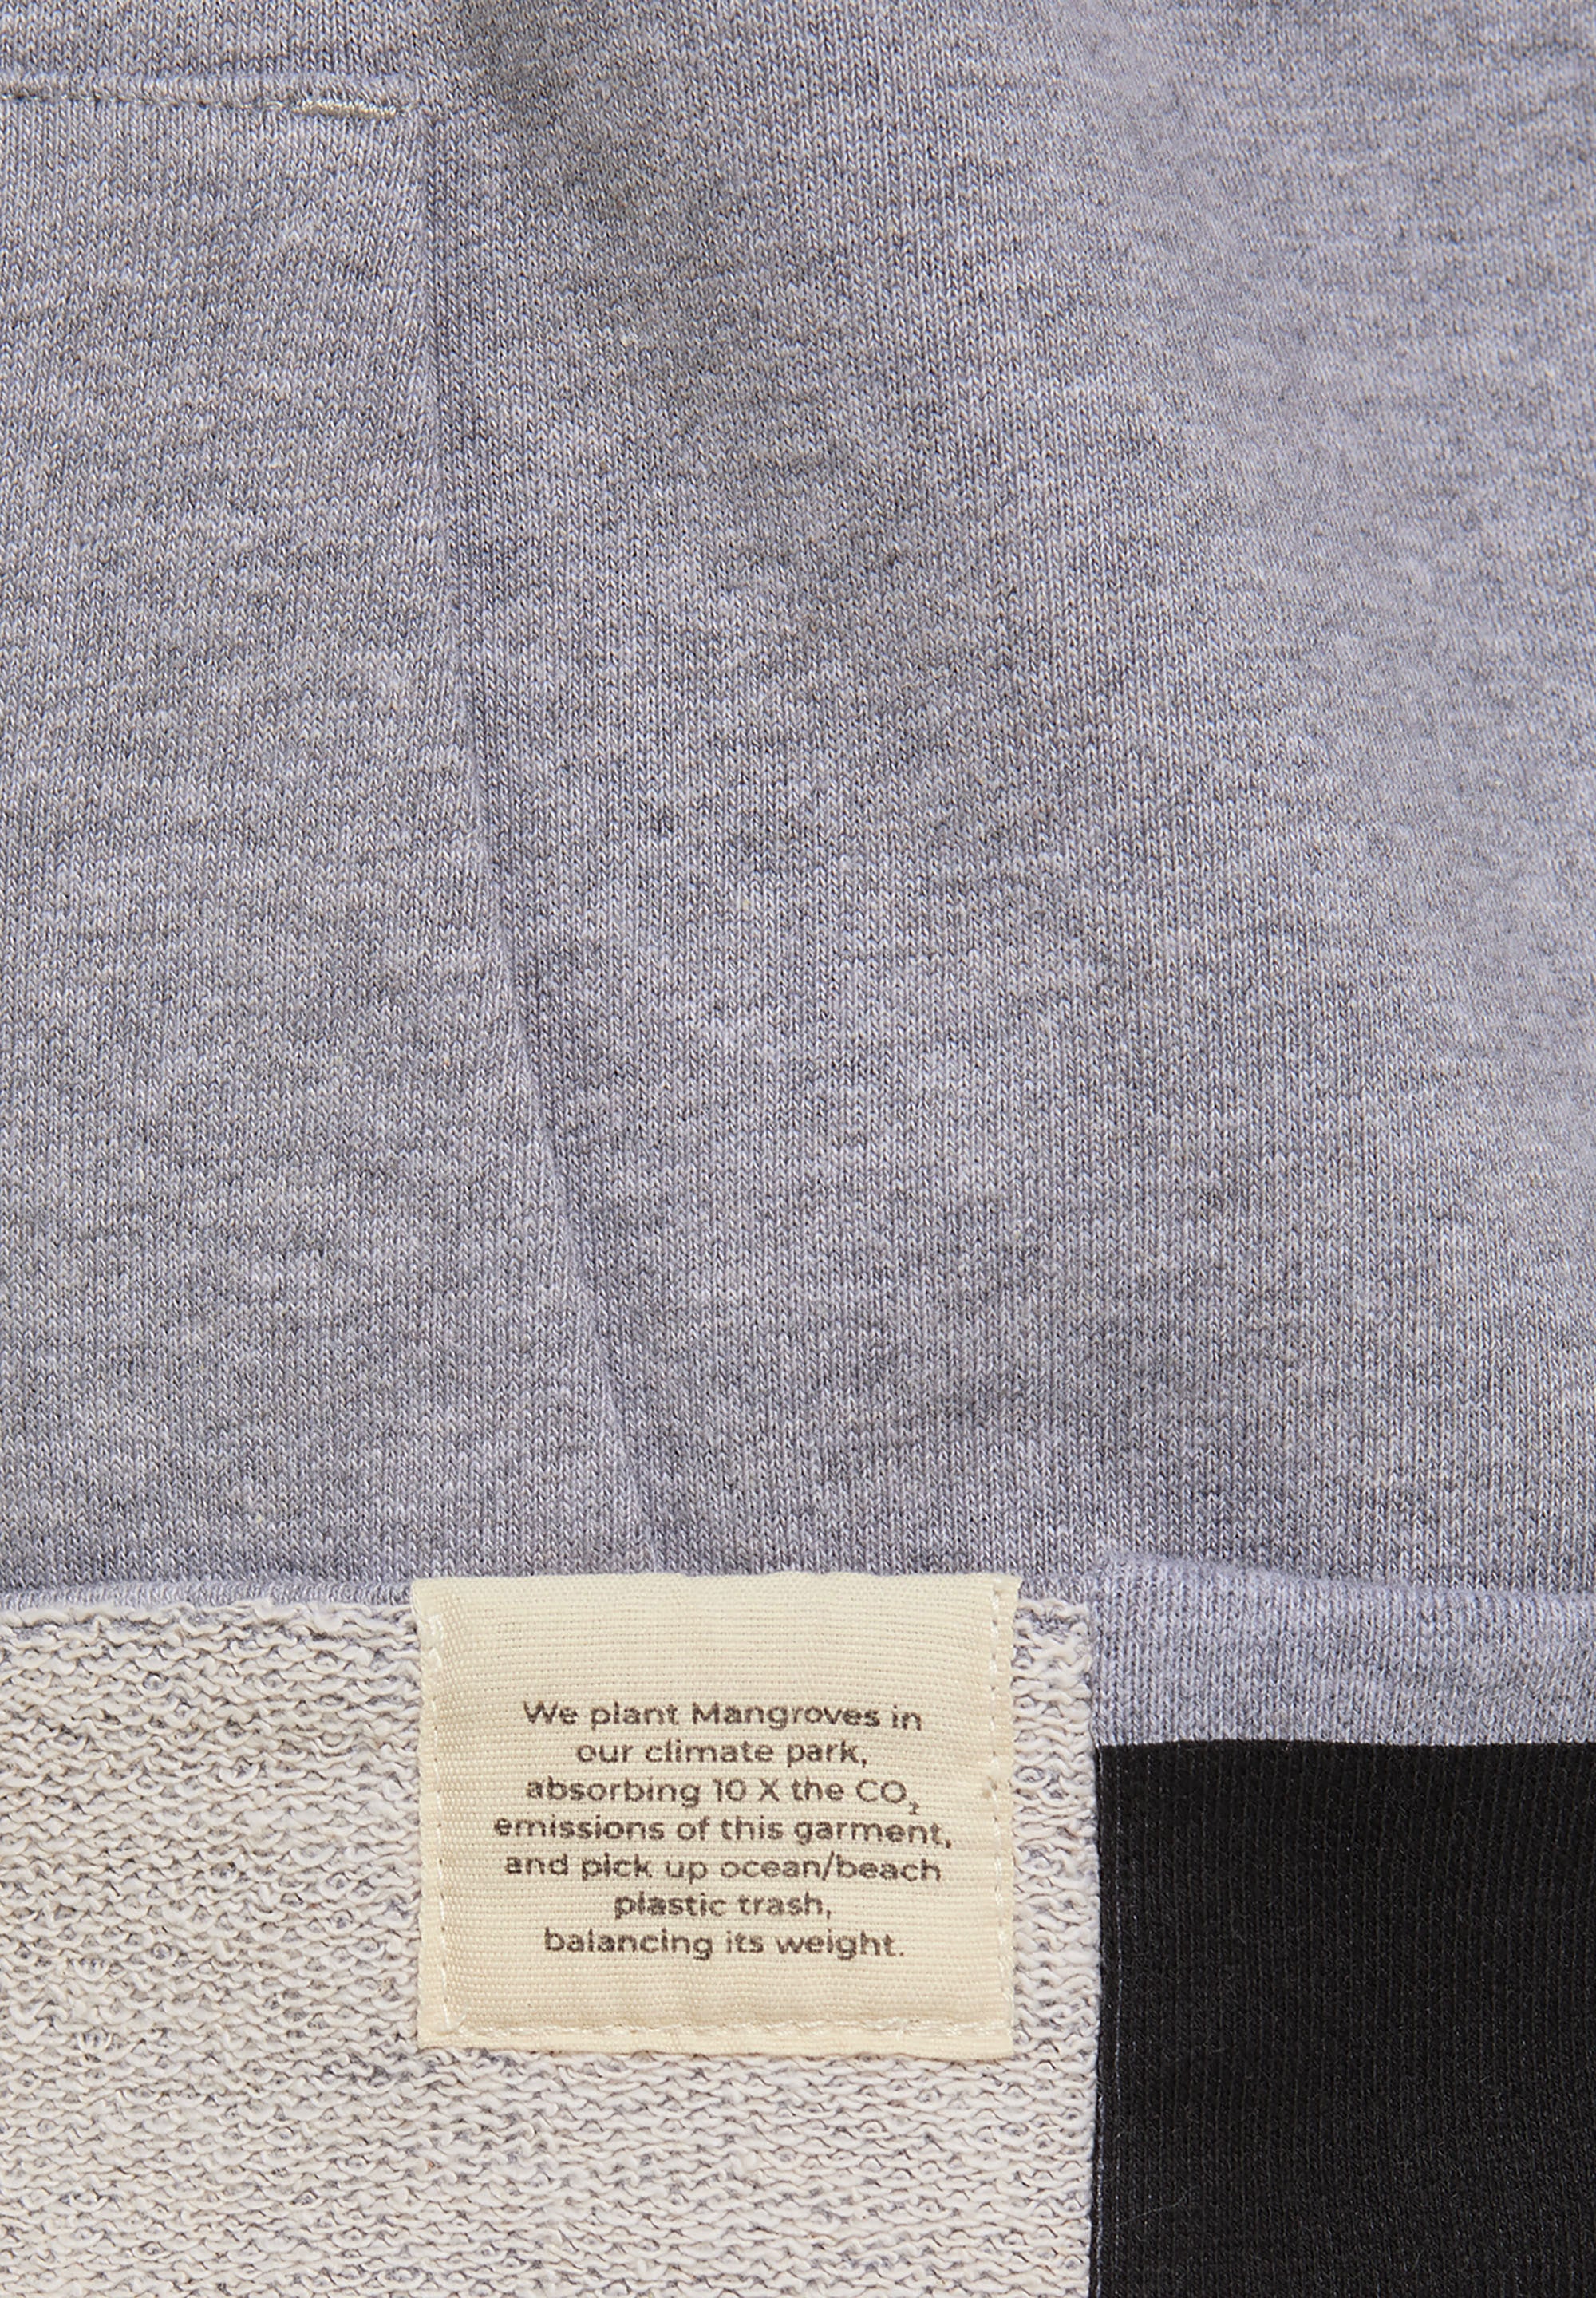 We plant Mangroves in
our climate park,
absorbing 10 X the CO₂
emissions of this garment,
and pick up ocean/beach
plastic trash,
balancing its weight.